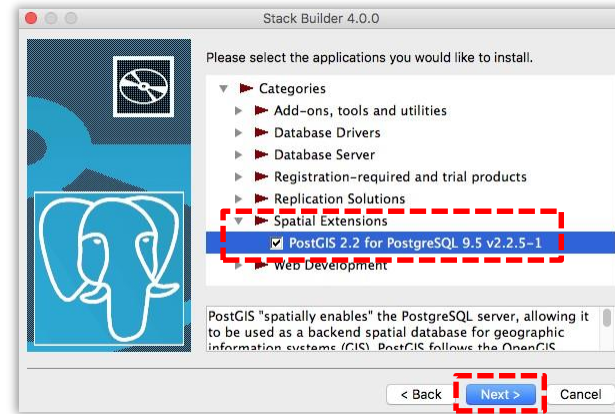 Stack Builder 4.0.0
Please select the applications you would like to install.
Categories
Add-ons, tools and utilities
Database Drivers
Database Server
Registration-required and trial products
Replication Solutions
Spatial Extensions
PostGIS 2.2 for PostgreSQL 9.5 v2.2.5-1
Web Development
PostGIS "spatially enables" the PostgreSQL server, allowing it
to be used as a backend spatial database for geographic
information systems (GIS). PostGIS follows the OpenGIS
< Back Next > Cancel